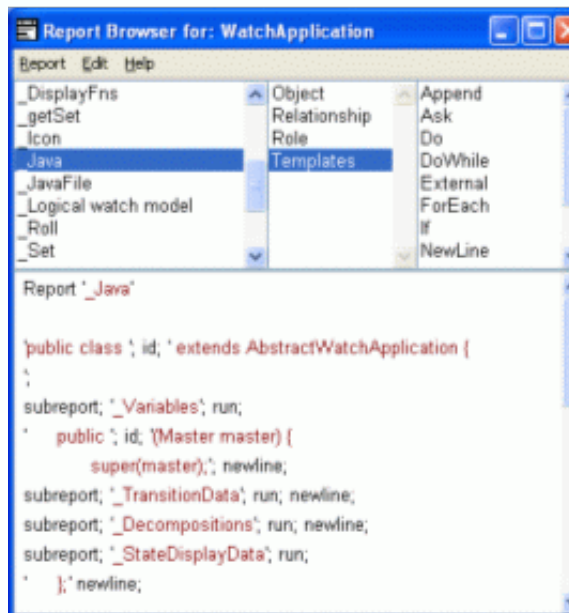 Report Browser for: WatchApplication
Report Edit Help
_DisplayFns
_getSet
_Icon
_Java
_JavaFile
_Logical watch model
_Roll
_Set
Object
Relationship
Role
Templates
Append
Ask
Do
DoWhile
External
ForEach
If
NewLine
Report '_Java'
'public class '; id; ' extends AbstractWatchApplication {
';
subreport; '_Variables'; run;
' public '; id; '(Master master) {
super(master);'; newline;
subreport; '_TransitionData'; run; newline;
subreport; '_Decompositions'; run; newline;
subreport; '_StateDisplayData'; run;
' };' newline;